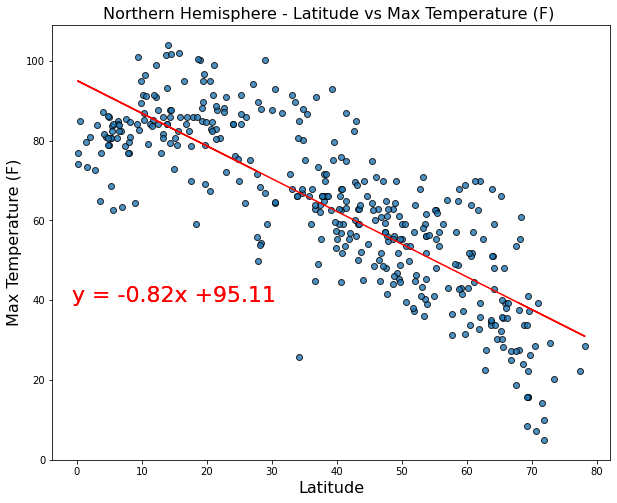 Northern Hemisphere - Latitude vs Max Temperature (F)
Max Temperature (F)
100
80
60
40
20
0
y = -0.82x +95.11
0 10 20 30 40 50 60 70 80
Latitude